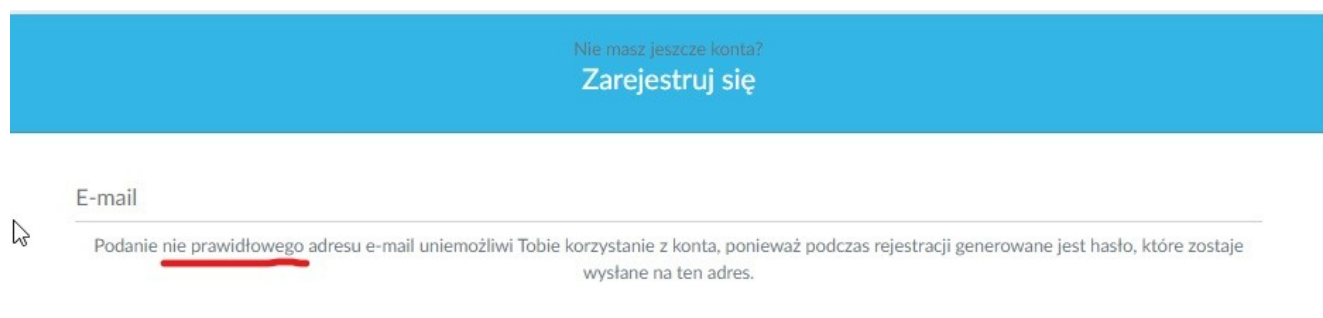 Nie masz jeszcze konta?
Zarejestruj się
E-mail
Podanie nie prawidłowego adresu e-mail uniemożliwi Tobie korzystanie z konta, ponieważ podczas rejestracji generowane jest hasło, które zostaje
wysłane na ten adres.